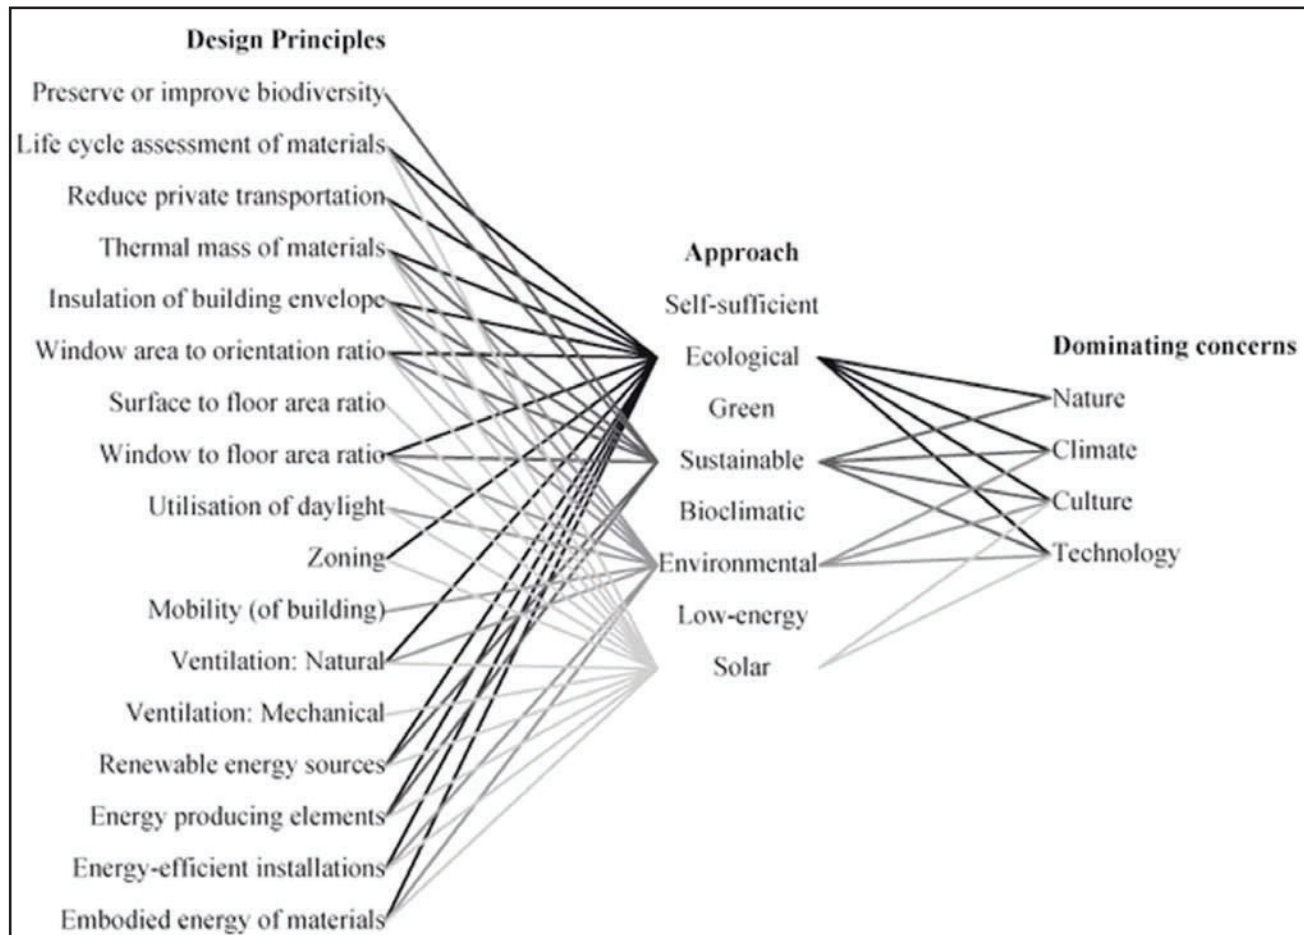 Design Principles
Preserve or improve biodiversity
Life cycle assessment of materials
Reduce private transportation
Thermal mass of materials
Insulation of building envelope
Window area to orientation ratio
Surface to floor area ratio
Window to floor area ratio
Utilisation of daylight
Zoning
Mobility (of building)
Ventilation: Natural
Ventilation: Mechanical
Renewable energy sources
Energy producing elements
Energy-efficient installations
Embodied energy of materials
Approach
Self-sufficient
Ecological
Green
Sustainable
Bioclimatic
Environmental
Low-energy
Solar
Dominating concerns
Nature
Climate
Culture
Technology